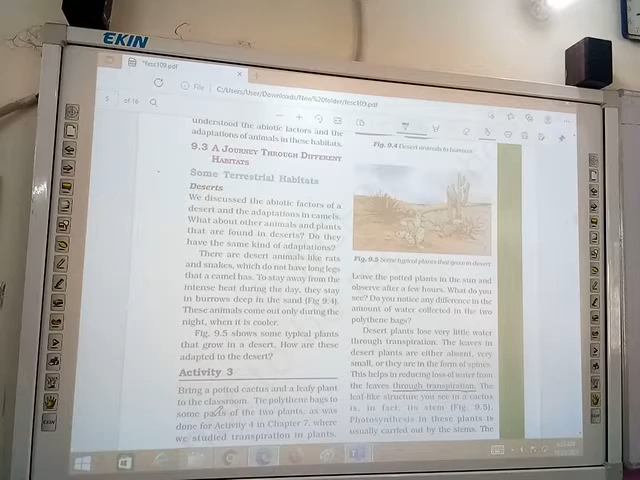 EKIN
*fesc109.pdf
File C:/Users/User/Downloads/New%20folder/fesc109.pdf
5 of 16
understood the abiotic factors and the
adaptations of animals in these habitats.
9.3 A JOURNEY THROUGH DIFFERENT
HABITATS
Some Terrestrial Habitats
Deserts
We discussed the abiotic factors of a
desert and the adaptations in camels.
What about other animals and plants
that are found in deserts? Do they
have the same kind of adaptations?
There are desert animals like rats
and snakes, which do not have long legs
that a camel has. To stay away from the
intense heat during the day, they stay
in burrows deep in the sand (Fig 9.4).
These animals come out only during the
night, when it is cooler.
Fig. 9.5 shows some typical plants
that grow in a desert. How are these
adapted to the desert?
Activity 3
Bring a potted cactus and a leafy plant
to the classroom. Tie polythene bags to
some parts of the two plants, as was
done for Activity 4 in Chapter 7, where
we studied transpiration in plants.
Fig. 9.4 Desert animals in burrows
Fig. 9.5 Some typical plants that grow in desert
Leave the potted plants in the sun and
observe after a few hours. What do you
see? Do you notice any difference in the
amount of water collected in the two
polythene bags?
Desert plants lose very little water
through transpiration. The leaves in
desert plants are either absent, very
small, or they are in the form of spines.
This helps in reducing loss of water from
the leaves through transpiration. The
leaf-like structure you see in a cactus
is, in fact, its stem (Fig. 9.5).
Photosynthesis in these plants is
usually carried out by the stems. The